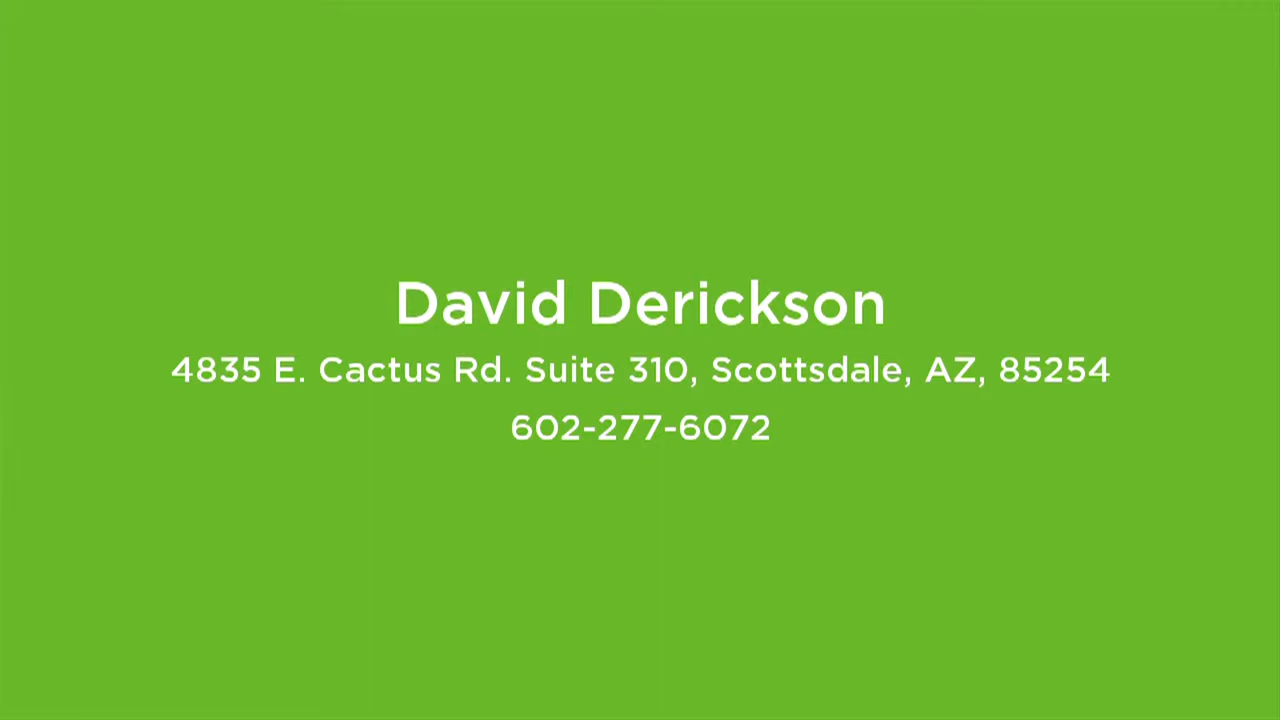 David Derickson
4835 E. Cactus Rd. Suite 310, Scottsdale, AZ, 85254
602-277-6072